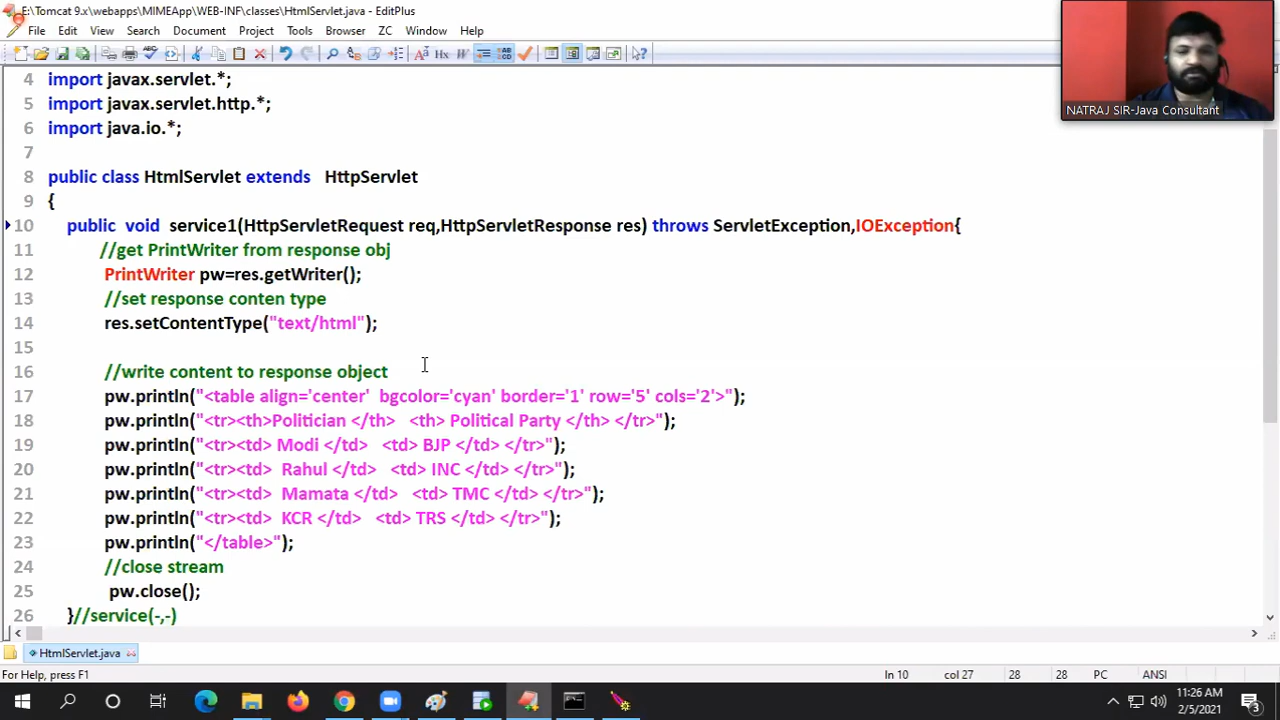 E:\Tomcat 9.x\webapps\MIMEApp\WEB-INF\classes\HtmlServlet.java - EditPlus
File Edit View Search Document Project Tools Browser ZC Window Help
NATRAJ SIR-Java Consultant
4 import javax.servlet.*;
5 import javax.servlet.http.*;
6 import java.io.*;
7
8 public class HtmlServlet extends HttpServlet
9 {
10 public void service1(HttpServletRequest req,HttpServletResponse res) throws ServletException,IOException{
11 //get PrintWriter from response obj
12 PrintWriter pw=res.getWriter();
13 //set response conten type
14 res.setContentType("text/html");
15
16 //write content to response object
17 pw.println("<table align='center' bgcolor='cyan' border='1' row='5' cols='2'>");
18 pw.println("<tr><th>Politician </th> <th> Political Party </th> </tr>");
19 pw.println("<tr><td> Modi </td> <td> BJP </td> </tr>");
20 pw.println("<tr><td> Rahul </td> <td> INC </td> </tr>");
21 pw.println("<tr><td> Mamata </td> <td> TMC </td> </tr>");
22 pw.println("<tr><td> KCR </td> <td> TRS </td> </tr>");
23 pw.println("</table>");
24 //close stream
25 pw.close();
26 }//service(-,-)
HtmlServlet.java
For Help, press F1 ln 10 col 27 28 28 PC ANSI
11:26 AM
2/5/2021
3